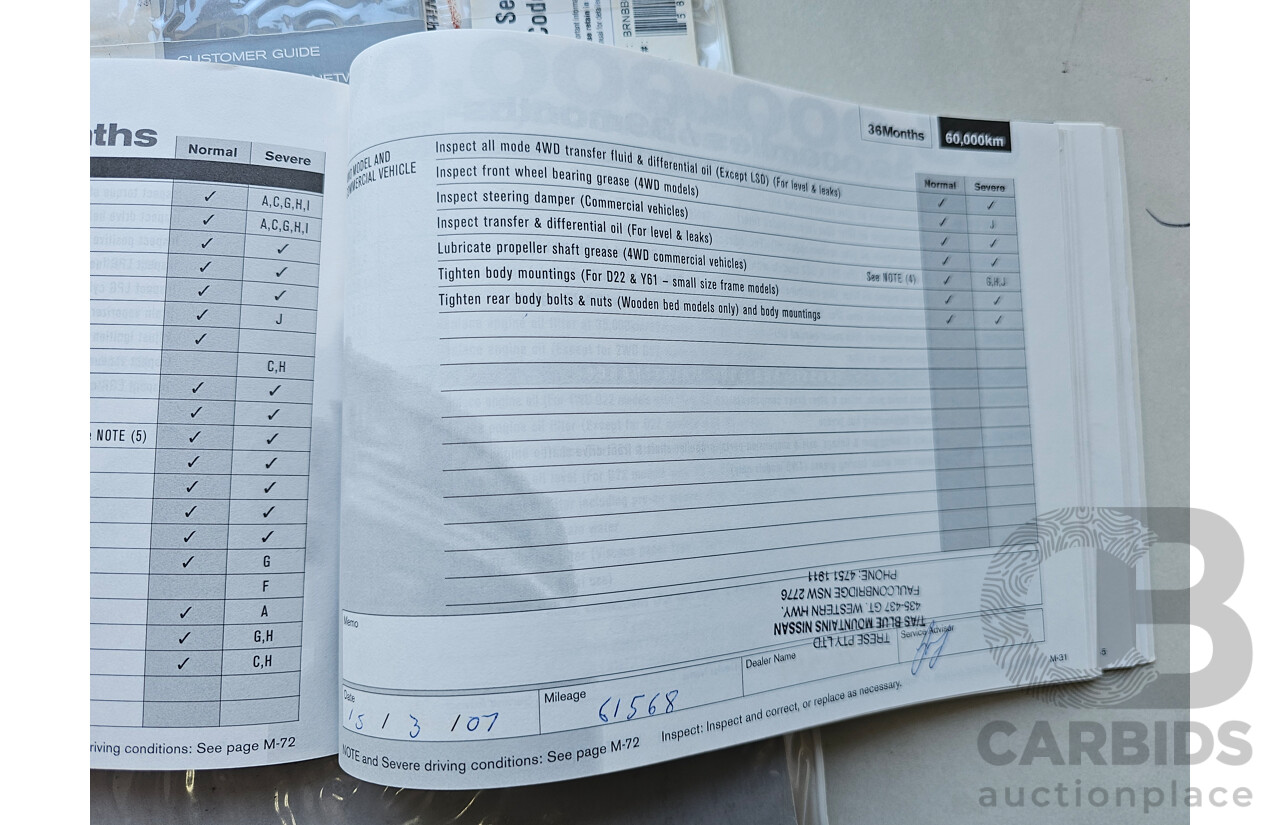 CUSTOMER GUIDE
Se
Cod
nths
Normal Severe
✓ A,C,G,H,I
✓ A,C,G,H,I
✓ ✓
✓ ✓
✓ ✓
✓ J
✓
C,H
✓ ✓
✓ ✓
NOTE (5) ✓ ✓
✓ ✓
✓ ✓
✓ ✓
✓ ✓
✓ G
F
✓ A
✓ G,H
✓ C,H
riving conditions: See page M-72
36Months 60,000km
Normal Severe
MODEL AND
COMMERCIAL VEHICLE
Inspect all mode 4WD transfer fluid & differential oil (Except LSD) (For level & leaks) ✓ ✓
Inspect front wheel bearing grease (4WD models) ✓ J
Inspect steering damper (Commercial vehicles) ✓ ✓
Inspect transfer & differential oil (For level & leaks) ✓ ✓
Lubricate propeller shaft grease (4WD commercial vehicles) See NOTE (4) ✓ G,H,J
Tighten body mountings (For D22 & Y61 – small size frame models) ✓ ✓
Tighten rear body bolts & nuts (Wooden bed models only) and body mountings ✓ ✓
Memo
TRESE PTY LTD
T/AS BLUE MOUNTAINS NISSAN
435-437 GT. WESTERN HWY.
FAULCONBRIDGE NSW 2776
PHONE: 4751 1911
Date
15 / 3 / 07
Mileage
61568
Dealer Name
Service Advisor
NOTE and Severe driving conditions: See page M-72
Inspect: Inspect and correct, or replace as necessary.
M-31
CB
CARBIDS
auctionplace